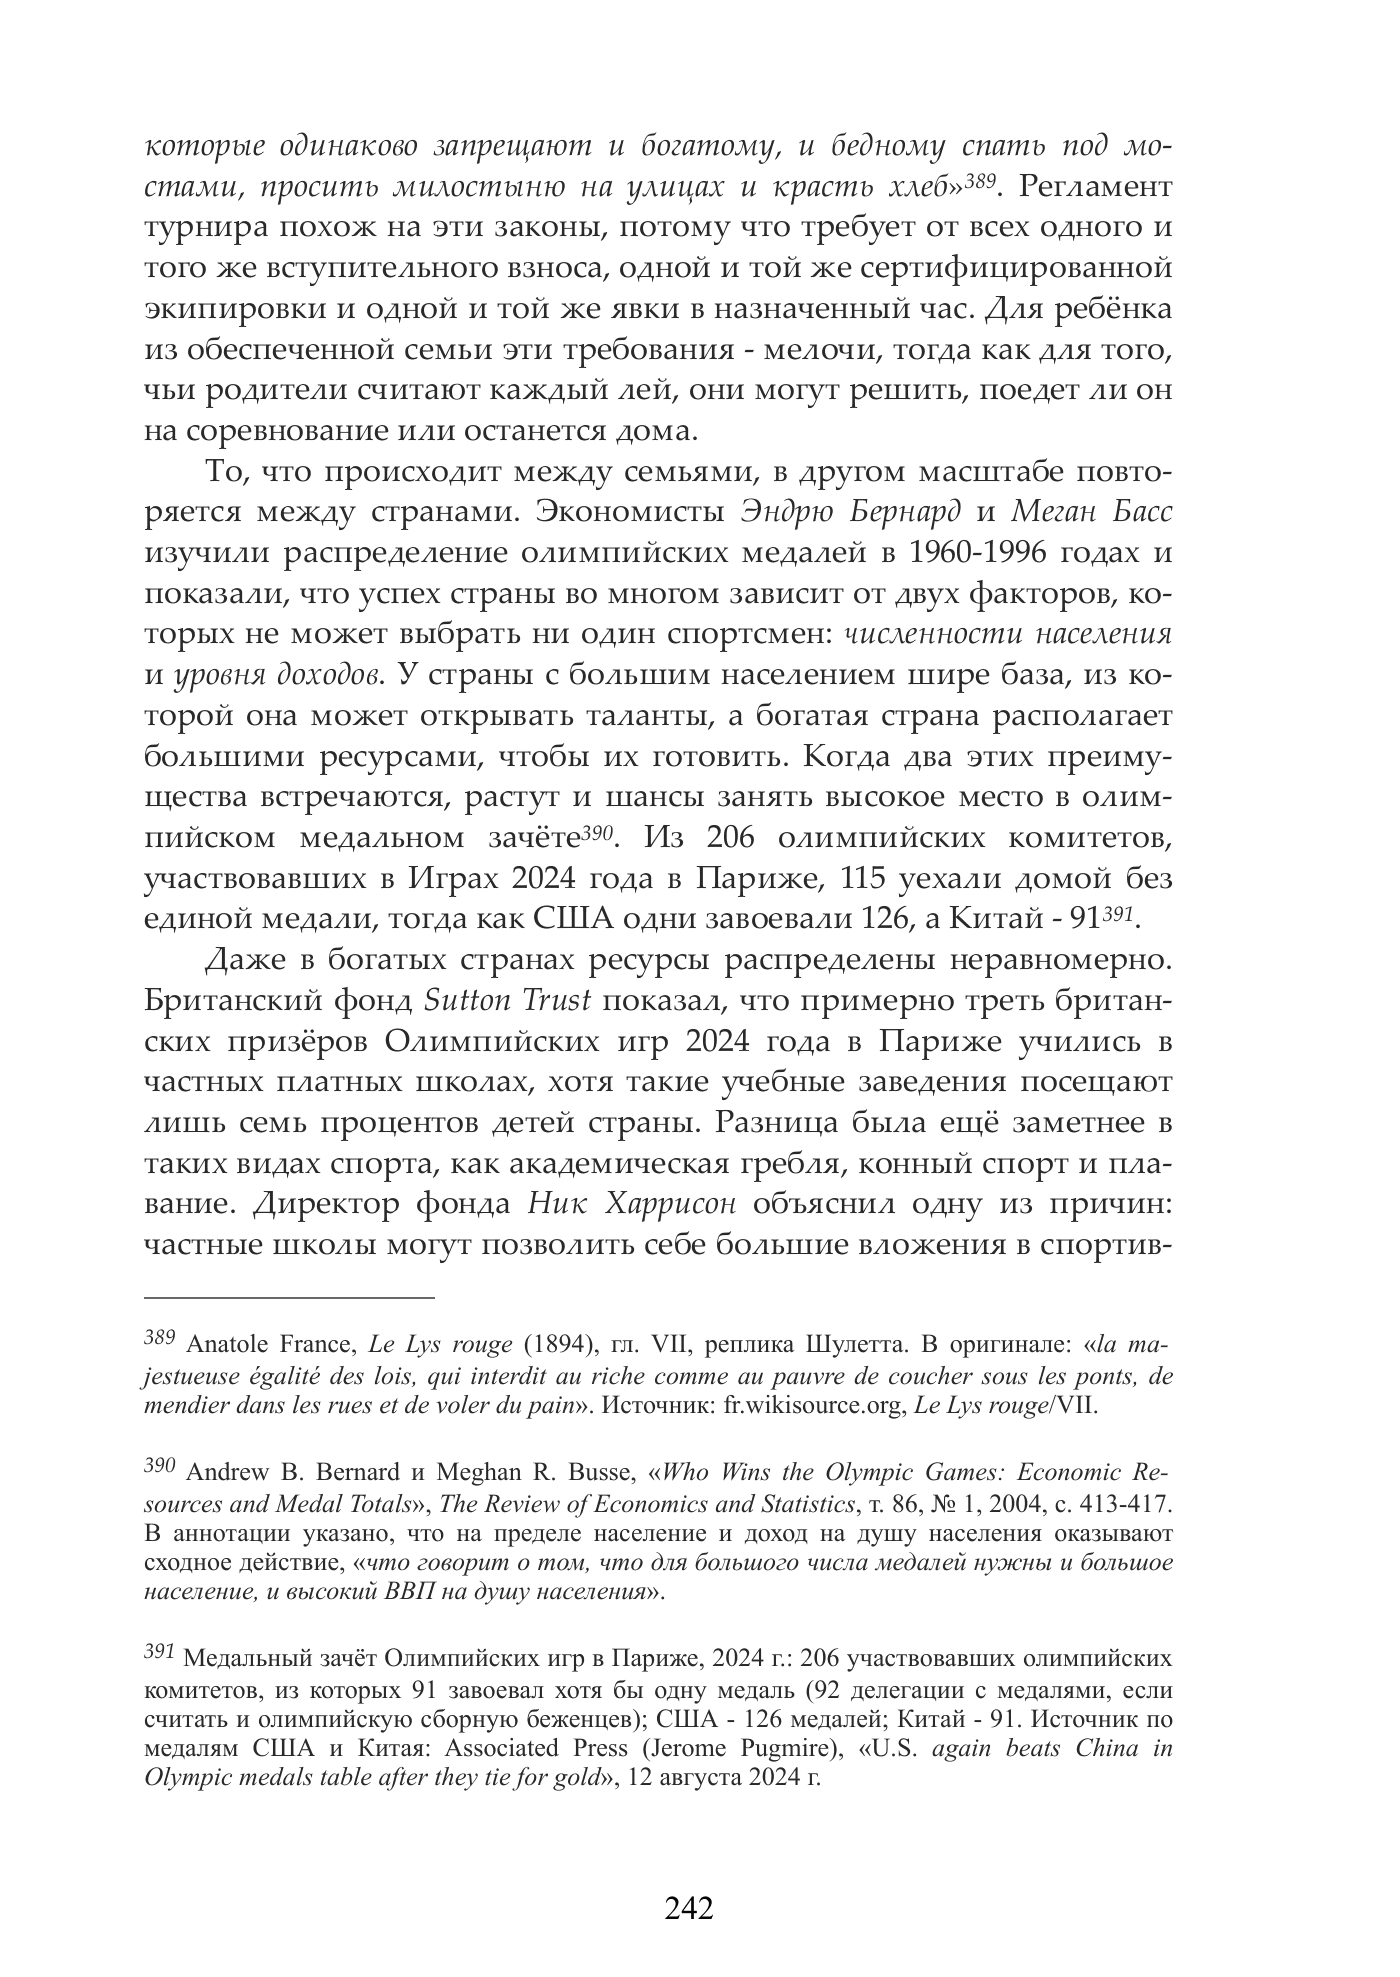 которые одинаково запрещают и богатому, и бедному спать под мо-
стами, просить милостыню на улицах и красть хлеб»389. Регламент
турнира похож на эти законы, потому что требует от всех одного и
того же вступительного взноса, одной и той же сертифицированной
экипировки и одной и той же явки в назначенный час. Для ребёнка
из обеспеченной семьи эти требования - мелочи, тогда как для того,
чьи родители считают каждый лей, они могут решить, поедет ли он
на соревнование или останется дома.
То, что происходит между семьями, в другом масштабе повто-
ряется между странами. Экономисты Эндрю Бернард и Меган Басс
изучили распределение олимпийских медалей в 1960-1996 годах и
показали, что успех страны во многом зависит от двух факторов, ко-
торых не может выбрать ни один спортсмен: численности населения
и уровня доходов. У страны с большим населением шире база, из ко-
торой она может открывать таланты, а богатая страна располагает
большими ресурсами, чтобы их готовить. Когда два этих преиму-
щества встречаются, растут и шансы занять высокое место в олим-
пийском медальном зачёте390. Из 206 олимпийских комитетов,
участвовавших в Играх 2024 года в Париже, 115 уехали домой без
единой медали, тогда как США одни завоевали 126, а Китай - 91391.
Даже в богатых странах ресурсы распределены неравномерно.
Британский фонд Sutton Trust показал, что примерно треть британ-
ских призёров Олимпийских игр 2024 года в Париже учились в
частных платных школах, хотя такие учебные заведения посещают
лишь семь процентов детей страны. Разница была ещё заметнее в
таких видах спорта, как академическая гребля, конный спорт и пла-
вание. Директор фонда Ник Харрисон объяснил одну из причин:
частные школы могут позволить себе большие вложения в спортив-
389 Anatole France, Le Lys rouge (1894), гл. VII, реплика Шулетта. В оригинале: «la ma-
jestueuse égalité des lois, qui interdit au riche comme au pauvre de coucher sous les ponts, de
mendier dans les rues et de voler du pain». Источник: fr.wikisource.org, Le Lys rouge/VII.
390 Andrew B. Bernard и Meghan R. Busse, «Who Wins the Olympic Games: Economic Re-
sources and Medal Totals», The Review of Economics and Statistics, т. 86, № 1, 2004, с. 413-417.
В аннотации указано, что на пределе население и доход на душу населения оказывают
сходное действие, «что говорит о том, что для большого числа медалей нужны и большое
население, и высокий ВВП на душу населения».
391 Медальный зачёт Олимпийских игр в Париже, 2024 г.: 206 участвовавших олимпийских
комитетов, из которых 91 завоевал хотя бы одну медаль (92 делегации с медалями, если
считать и олимпийскую сборную беженцев); США - 126 медалей; Китай - 91. Источник по
медалям США и Китая: Associated Press (Jerome Pugmire), «U.S. again beats China in
Olympic medals table after they tie for gold», 12 августа 2024 г.
242